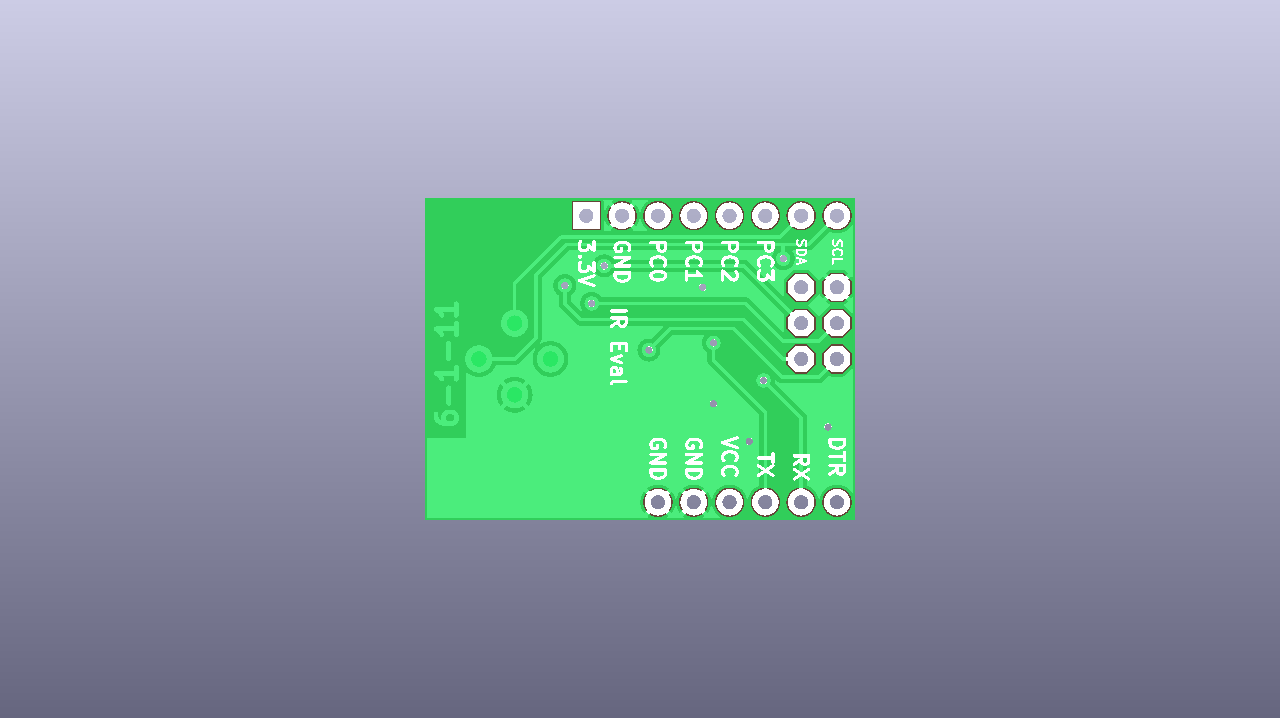 3.3V
GND
PC0
PC1
PC2
PC3
SDA
SCL
IR Eval
6-1-11
GND
GND
VCC
TX
RX
DTR